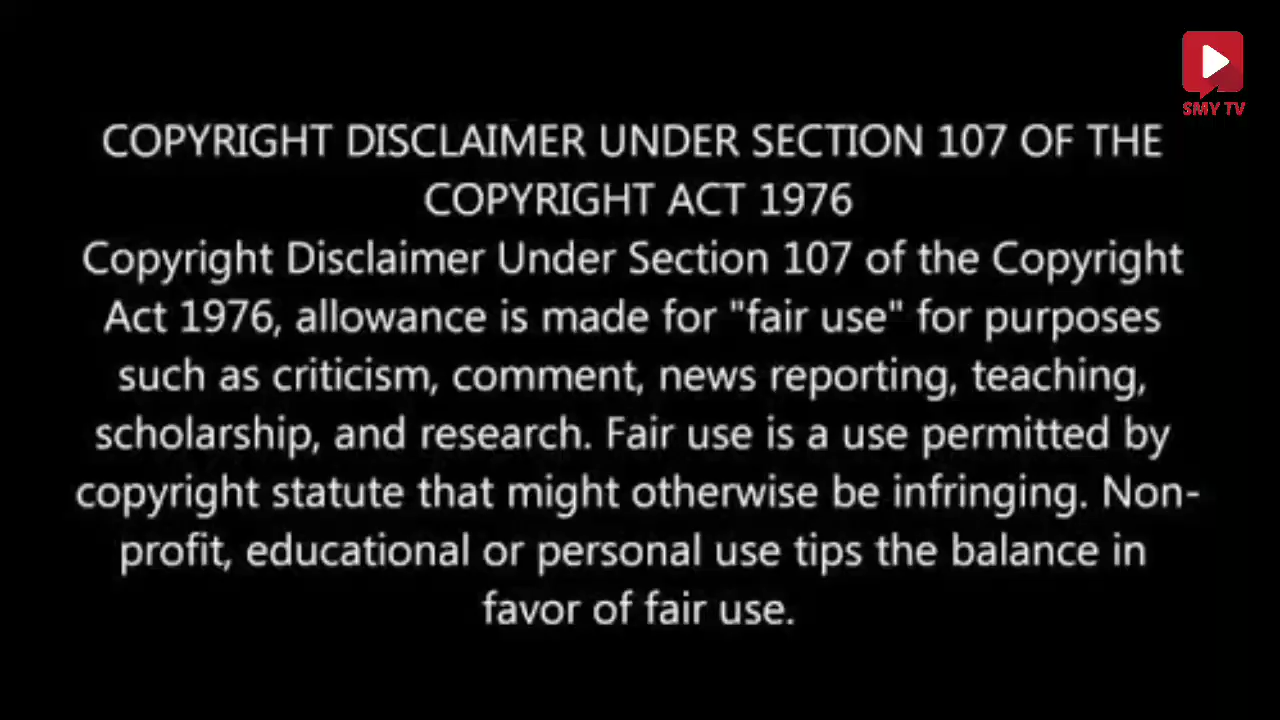 SMY TV
COPYRIGHT DISCLAIMER UNDER SECTION 107 OF THE
COPYRIGHT ACT 1976
Copyright Disclaimer Under Section 107 of the Copyright
Act 1976, allowance is made for "fair use" for purposes
such as criticism, comment, news reporting, teaching,
scholarship, and research. Fair use is a use permitted by
copyright statute that might otherwise be infringing. Non-
profit, educational or personal use tips the balance in
favor of fair use.